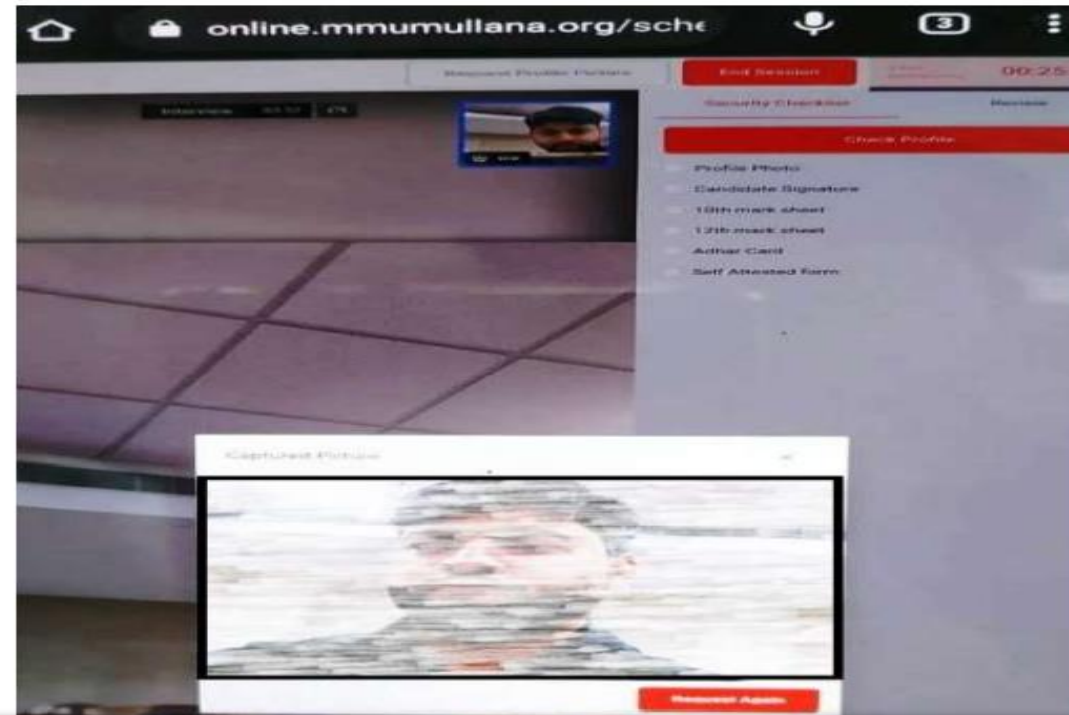 online.mmumullana.org/sche
3
Request Profile Picture
End Session
00:25
Interview
Security Checklist
Review
Check Profile
Profile Photo
Candidate Signature
10th mark sheet
12th mark sheet
Adhar Card
Self Attested form
Captured Picture
Request Again